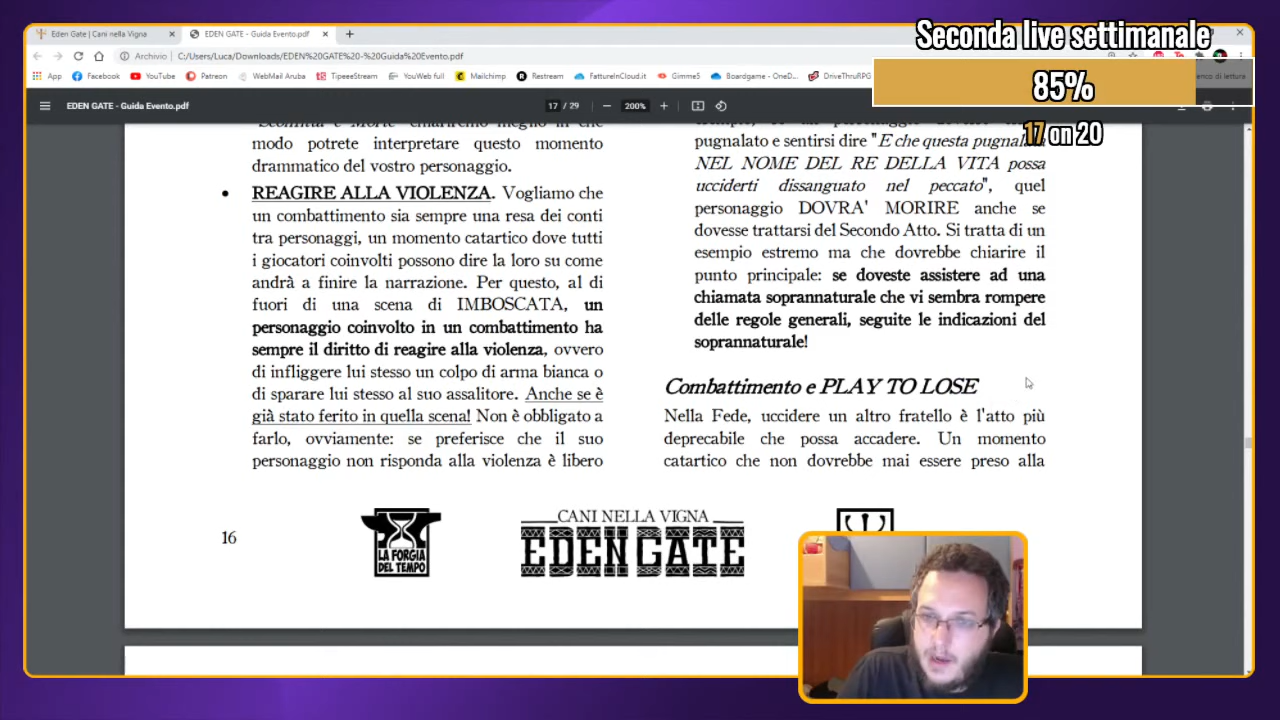 Seconda live settimanale
85%
17 on 20
Eden Gate | Cani nella Vigna
EDEN GATE - Guida Evento.pdf
Archivio
C:/Users/Luca/Downloads/EDEN%20GATE%20-%20Guida%20Evento.pdf
App
Facebook
YouTube
Patreon
WebMail Aruba
TipeeeStream
YouWeb full
Mailchimp
Restream
FattureInCloud.it
Gimme5
Boardgame - OneD...
DriveThruRPG
enco di lettura
EDEN GATE - Guida Evento.pdf
17 / 29
200%
modo potrete interpretare questo momento
drammatico del vostro personaggio.
• REAGIRE ALLA VIOLENZA. Vogliamo che
un combattimento sia sempre una resa dei conti
tra personaggi, un momento catartico dove tutti
i giocatori coinvolti possono dire la loro su come
andrà a finire la narrazione. Per questo, al di
fuori di una scena di IMBOSCATA, un
personaggio coinvolto in un combattimento ha
sempre il diritto di reagire alla violenza, ovvero
di infliggere lui stesso un colpo di arma bianca o
di sparare lui stesso al suo assalitore. Anche se è
già stato ferito in quella scena! Non è obbligato a
farlo, ovviamente: se preferisce che il suo
personaggio non risponda alla violenza è libero
pugnalato e sentirsi dire "E che questa pugnalata
NEL NOME DEL RE DELLA VITA possa
ucciderti dissanguato nel peccato", quel
personaggio DOVRA' MORIRE anche se
dovesse trattarsi del Secondo Atto. Si tratta di un
esempio estremo ma che dovrebbe chiarire il
punto principale: se doveste assistere ad una
chiamata soprannaturale che vi sembra rompere
delle regole generali, seguite le indicazioni del
soprannaturale!
Combattimento e PLAY TO LOSE
Nella Fede, uccidere un altro fratello è l'atto più
deprecabile che possa accadere. Un momento
catartico che non dovrebbe mai essere preso alla
16
LA FORGIA
DEL TEMPO
CANI NELLA VIGNA
EDEN GATE